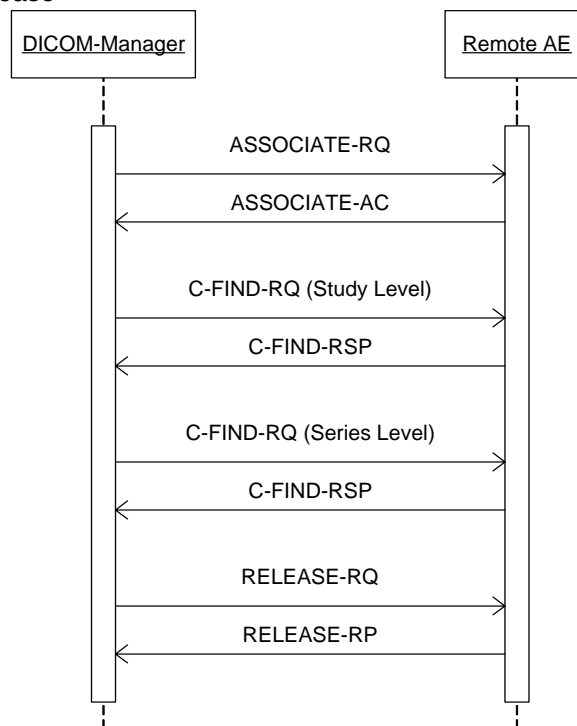 DICOM-Manager
Remote AE
ASSOCIATE-RQ
ASSOCIATE-AC
C-FIND-RQ (Study Level)
C-FIND-RSP
C-FIND-RQ (Series Level)
C-FIND-RSP
RELEASE-RQ
RELEASE-RP